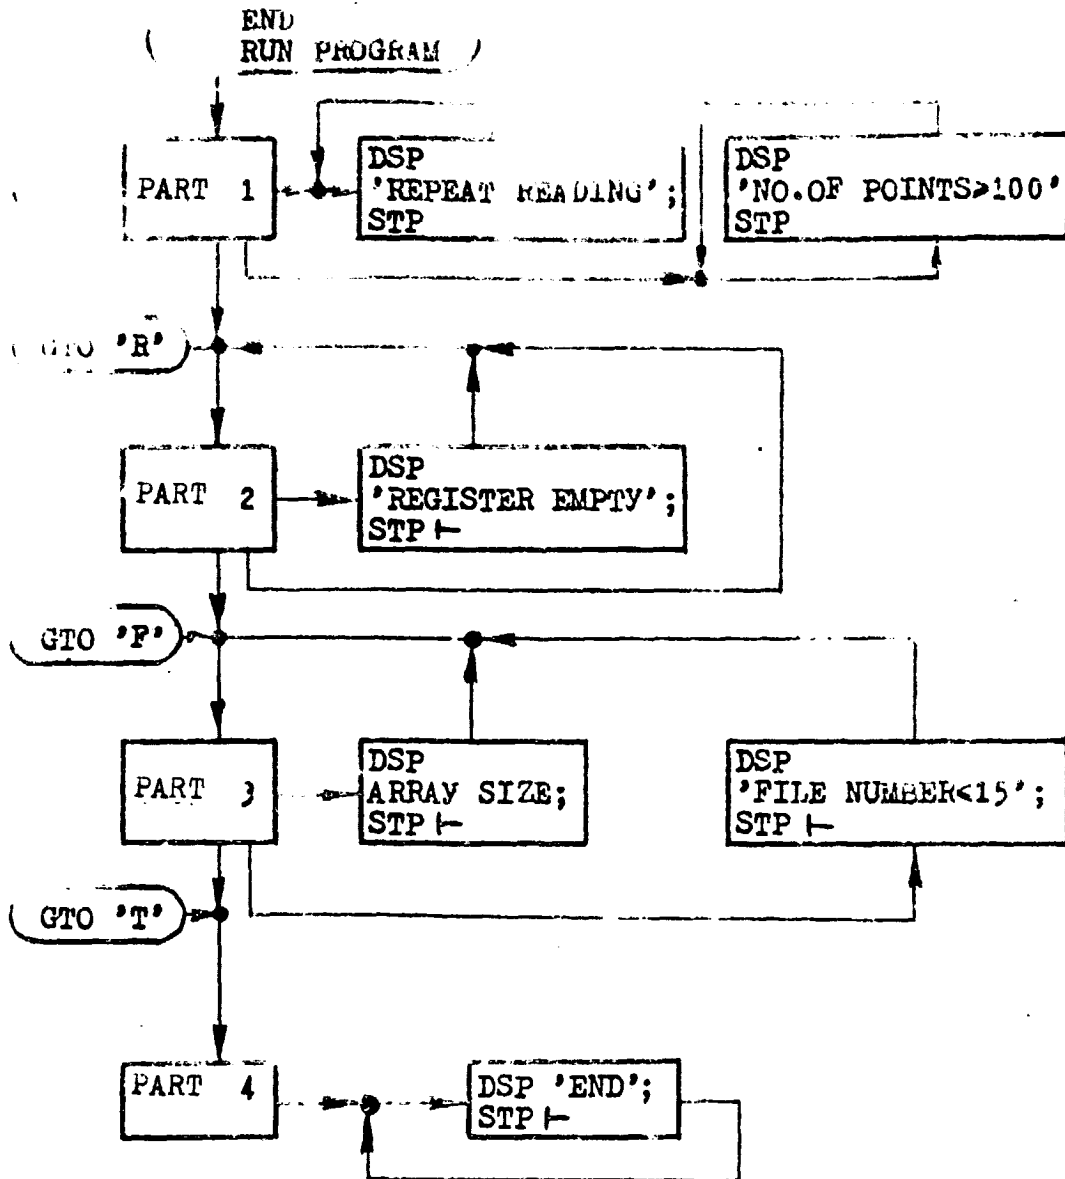 END
RUN PROGRAM
PART 1
DSP
'REPEAT READING';
STP
DSP
'NO.OF POINTS≥100'
STP
GTO 'R'
PART 2
DSP
'REGISTER EMPTY';
STP ⊢
GTO 'F'
PART 3
DSP
ARRAY SIZE;
STP ⊢
DSP
'FILE NUMBER<15';
STP ⊢
GTO 'T'
PART 4
DSP 'END';
STP ⊢